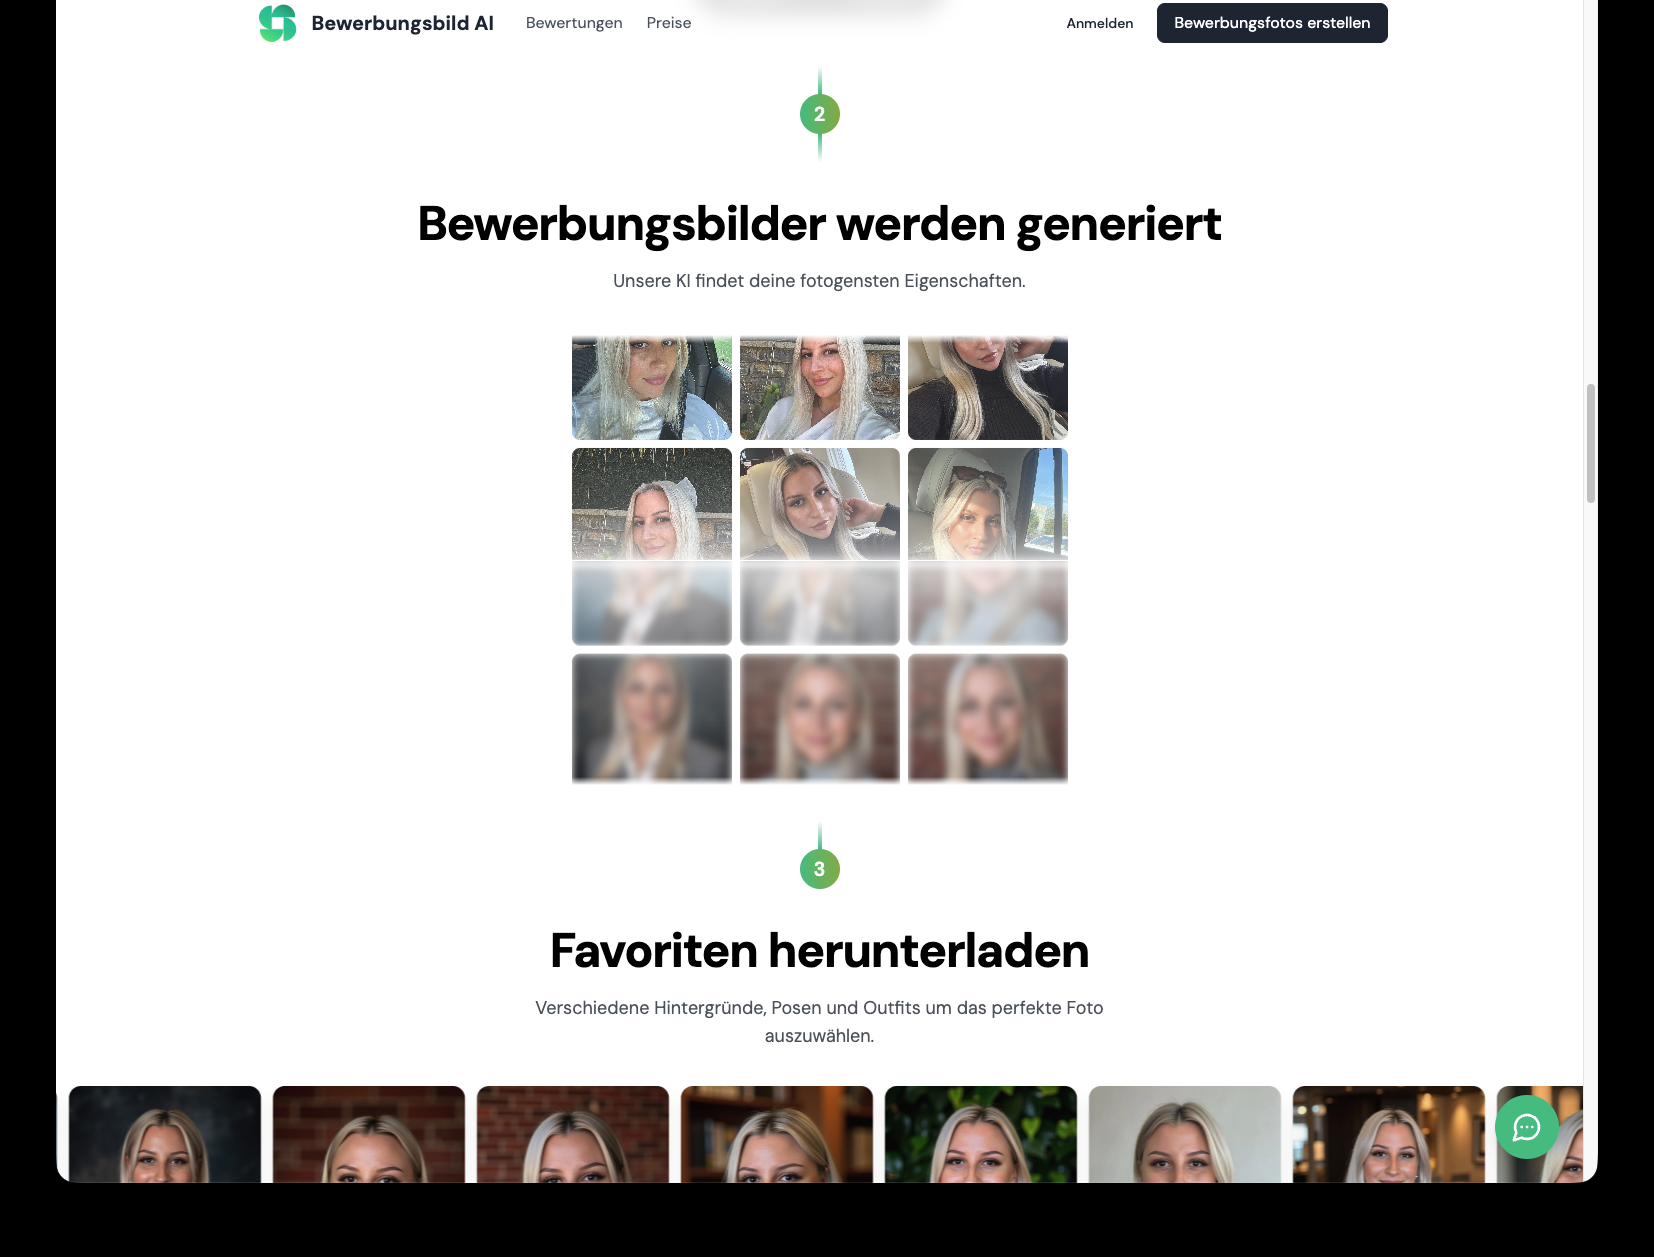 Bewerbungsbild AI
Bewertungen
Preise
Anmelden
Bewerbungsfotos erstellen
2
Bewerbungsbilder werden generiert
Unsere KI findet deine fotogensten Eigenschaften.
3
Favoriten herunterladen
Verschiedene Hintergründe, Posen und Outfits um das perfekte Foto
auszuwählen.